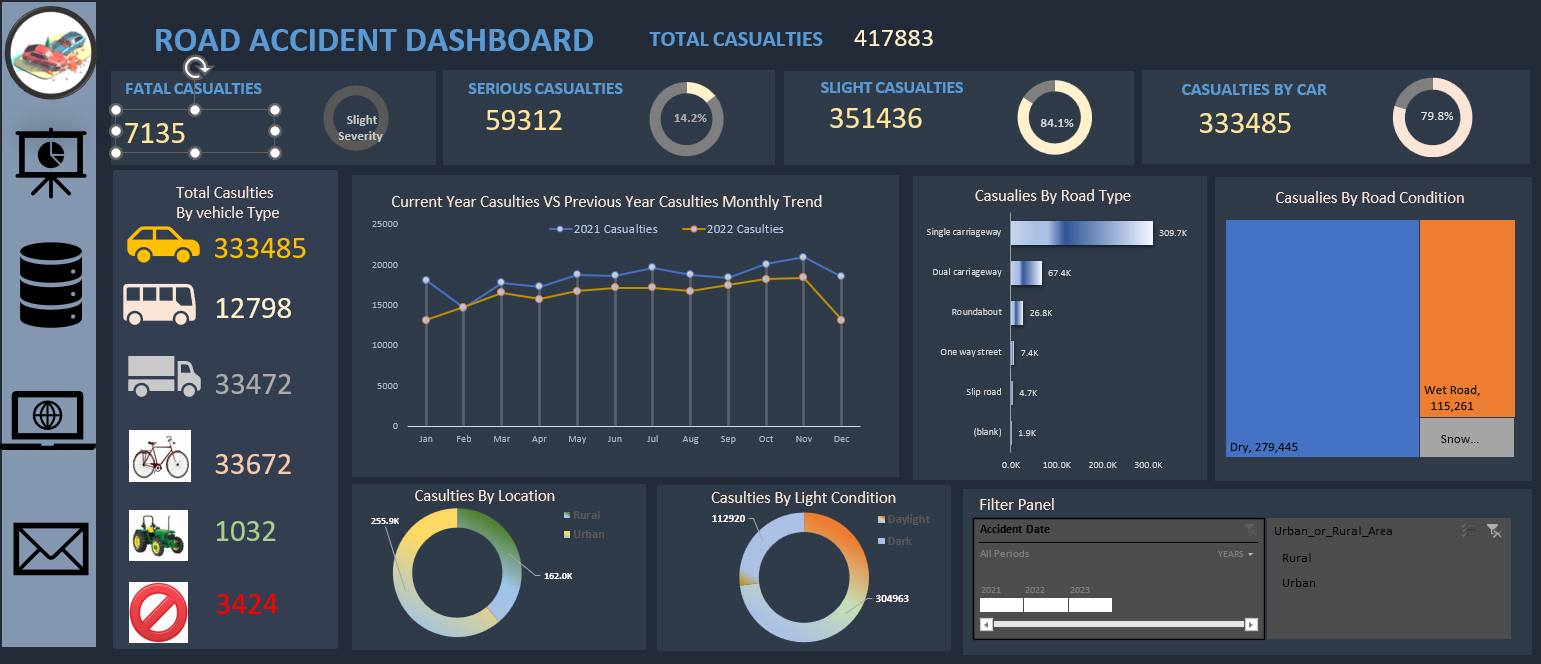 ROAD ACCIDENT DASHBOARD
TOTAL CASUALTIES 417883
FATAL CASUALTIES
7135
Slight
Severity
SERIOUS CASUALTIES
59312
14.2%
SLIGHT CASUALTIES
351436
84.1%
CASUALTIES BY CAR
333485
79.8%
Total Casulties
By vehicle Type
333485
12798
33472
33672
1032
3424
Current Year Casulties VS Previous Year Casulties Monthly Trend
2021 Casualties
2022 Casulties
25000
20000
15000
10000
5000
0
Jan Feb Mar Apr May Jun Jul Aug Sep Oct Nov Dec
Casualies By Road Type
Single carriageway 309.7K
Dual carriageway 67.4K
Roundabout 26.8K
One way street 7.4K
Slip road 4.7K
(blank) 1.9K
0.0K 100.0K 200.0K 300.0K
Casualies By Road Condition
Dry, 279,445
Wet Road,
115,261
Snow...
Casulties By Location
Rural
Urban
255.9K
162.0K
Casulties By Light Condition
Daylight
Dark
112920
304963
Filter Panel
Accident Date
All Periods
YEARS
2021 2022 2023
Urban_or_Rural_Area
Rural
Urban